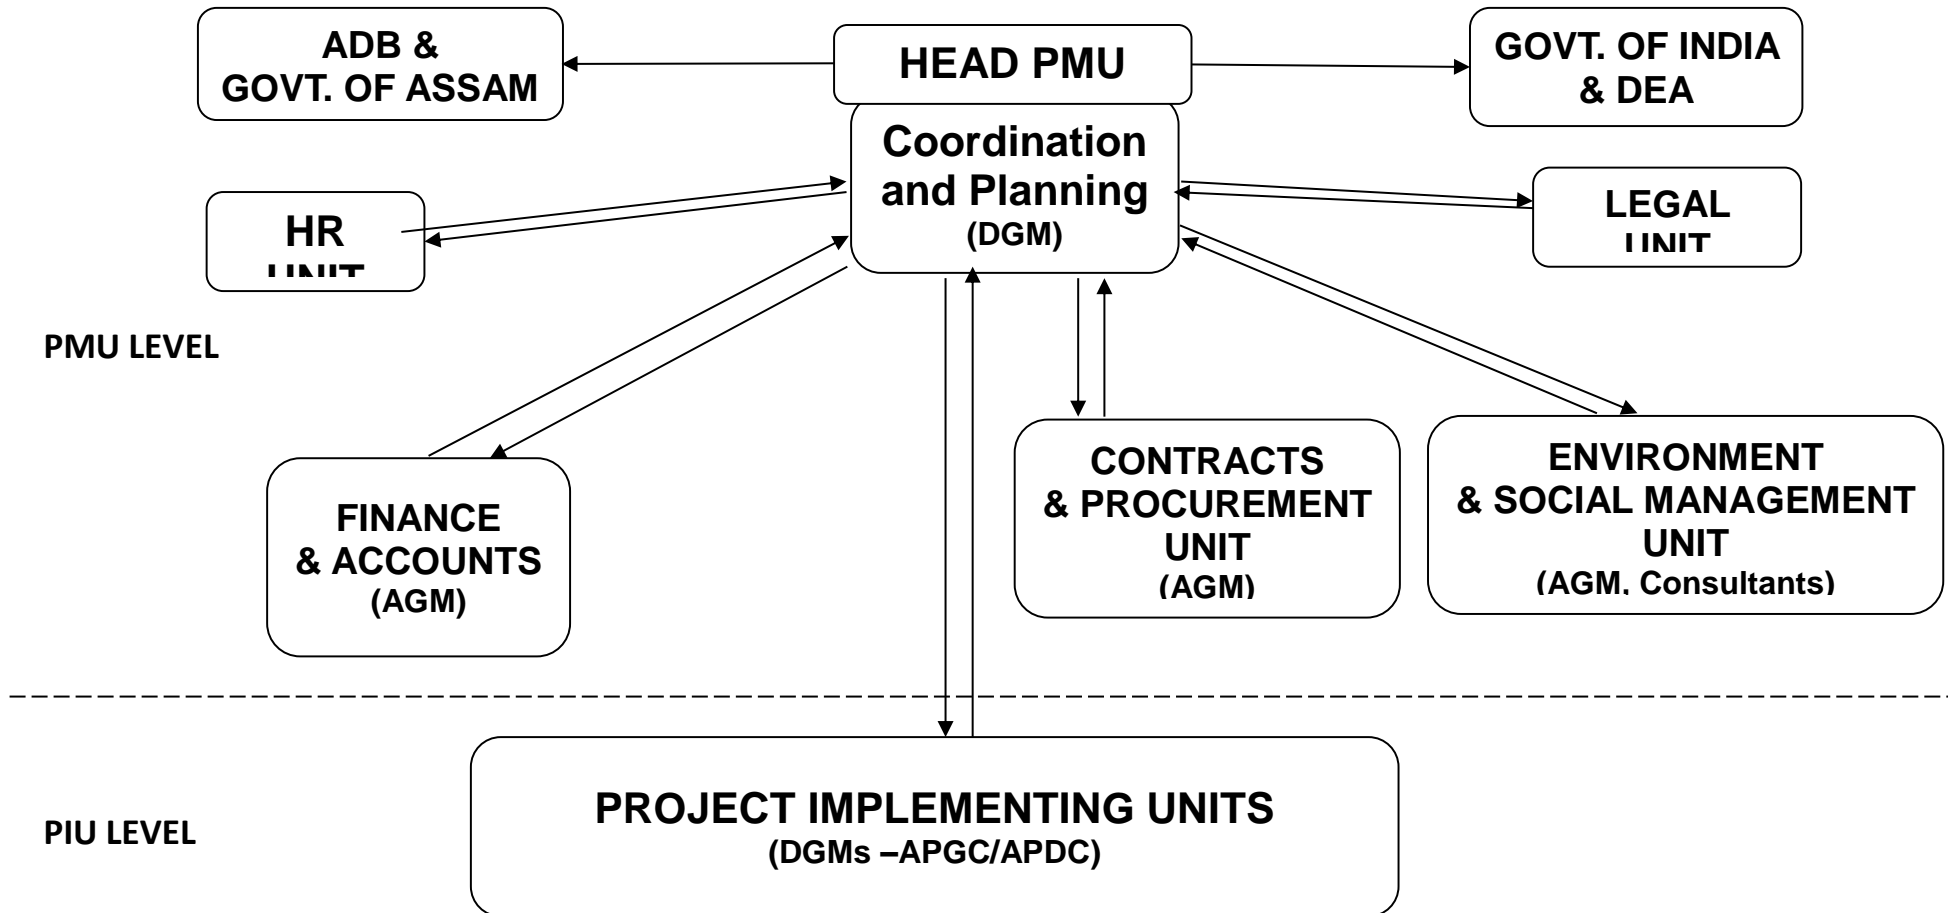 ADB &
GOVT. OF ASSAM
HEAD PMU
GOVT. OF INDIA
& DEA
Coordination
and Planning
(DGM)
HR
UNIT
LEGAL
UNIT
PMU LEVEL
FINANCE
& ACCOUNTS
(AGM)
CONTRACTS
& PROCUREMENT
UNIT
(AGM)
ENVIRONMENT
& SOCIAL MANAGEMENT
UNIT
(AGM, Consultants)
PROJECT IMPLEMENTING UNITS
(DGMs –APGC/APDC)
PIU LEVEL